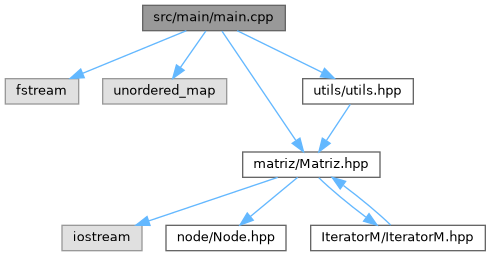 src/main/main.cpp
fstream
unordered_map
utils/utils.hpp
matriz/Matriz.hpp
iostream
node/Node.hpp
IteratorM/IteratorM.hpp